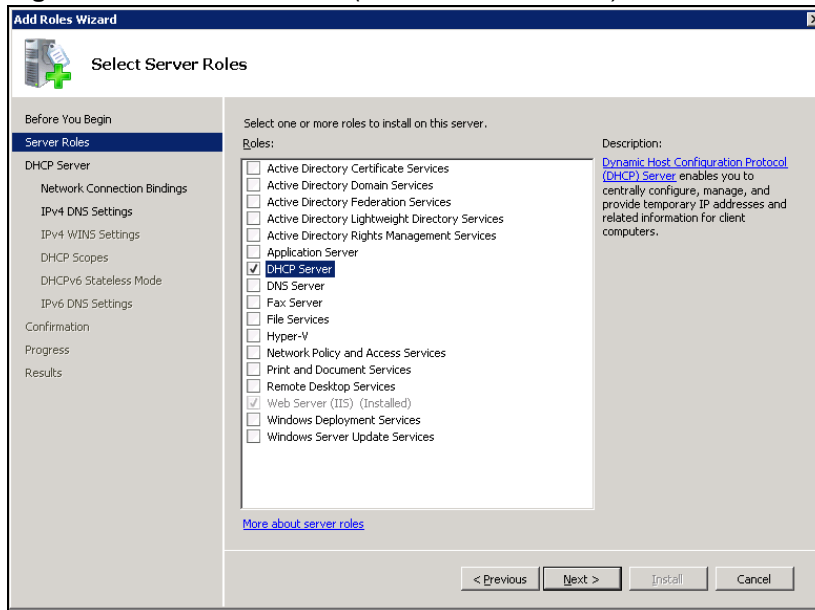 Add Roles Wizard
Select Server Roles
Before You Begin
Server Roles
DHCP Server
Network Connection Bindings
IPv4 DNS Settings
IPv4 WINS Settings
DHCP Scopes
DHCPv6 Stateless Mode
IPv6 DNS Settings
Confirmation
Progress
Results
Select one or more roles to install on this server.
Roles:
Active Directory Certificate Services
Active Directory Domain Services
Active Directory Federation Services
Active Directory Lightweight Directory Services
Active Directory Rights Management Services
Application Server
DHCP Server
DNS Server
Fax Server
File Services
Hyper-V
Network Policy and Access Services
Print and Document Services
Remote Desktop Services
Web Server (IIS) (Installed)
Windows Deployment Services
Windows Server Update Services
More about server roles
Description:
Dynamic Host Configuration Protocol
(DHCP) Server enables you to
centrally configure, manage, and
provide temporary IP addresses and
related information for client
computers.
< Previous
Next >
Install
Cancel